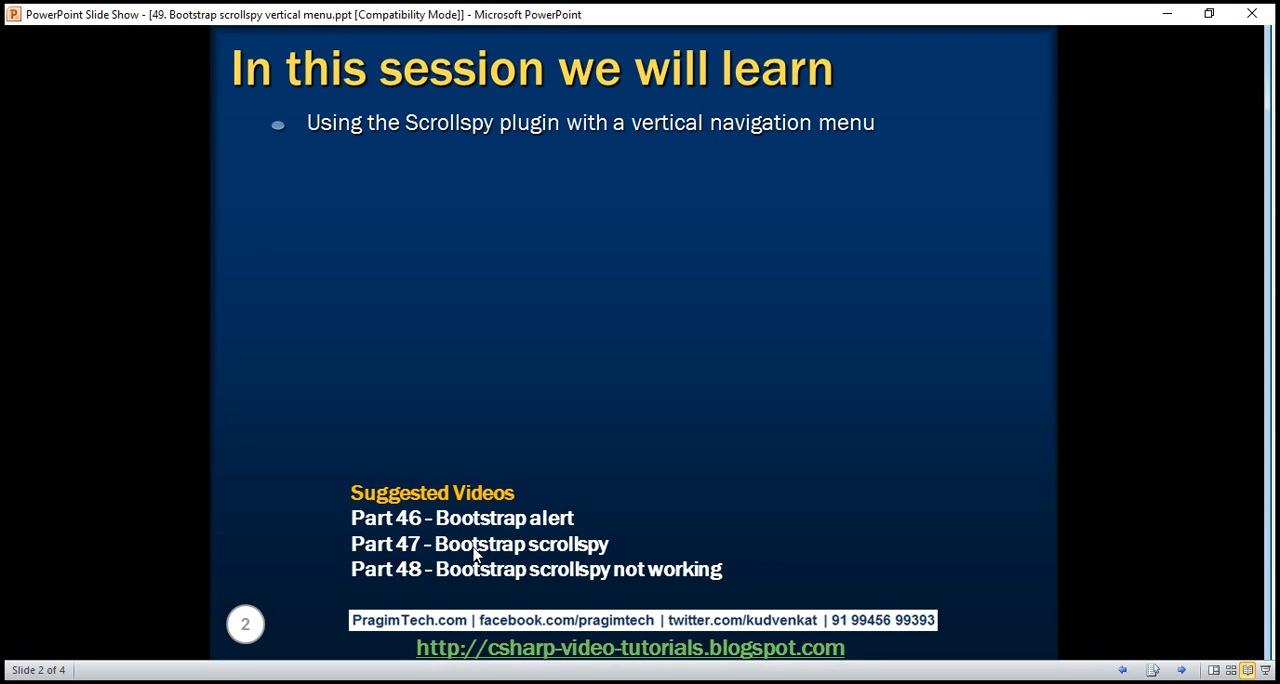 PowerPoint Slide Show - [49. Bootstrap scrollspy vertical menu.ppt [Compatibility Mode]] - Microsoft PowerPoint
In this session we will learn
Using the Scrollspy plugin with a vertical navigation menu
Suggested Videos
Part 46 - Bootstrap alert
Part 47 - Bootstrap scrollspy
Part 48 - Bootstrap scrollspy not working
2
PragimTech.com | facebook.com/pragimtech | twitter.com/kudvenkat | 91 99456 99393
http://csharp-video-tutorials.blogspot.com
Slide 2 of 4